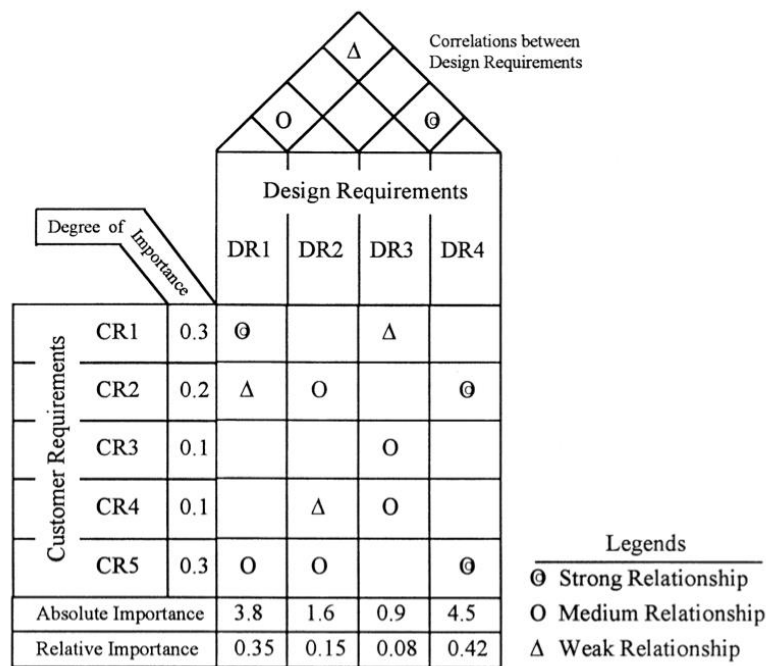 Δ
Correlations between
Design Requirements
O
◎
Design Requirements
Degree of Importance
DR1 DR2 DR3 DR4
Customer Requirements
CR1 0.3 ◎ Δ
CR2 0.2 Δ O ◎
CR3 0.1 O
CR4 0.1 Δ O
CR5 0.3 O O ◎
Absolute Importance 3.8 1.6 0.9 4.5
Relative Importance 0.35 0.15 0.08 0.42
Legends
◎ Strong Relationship
O Medium Relationship
Δ Weak Relationship